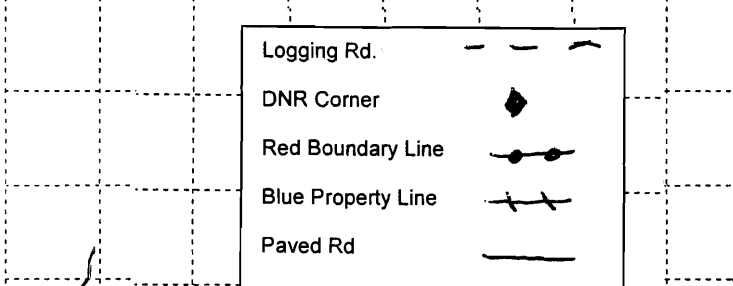 Logging Rd.
DNR Corner
Red Boundary Line
Blue Property Line
Paved Rd